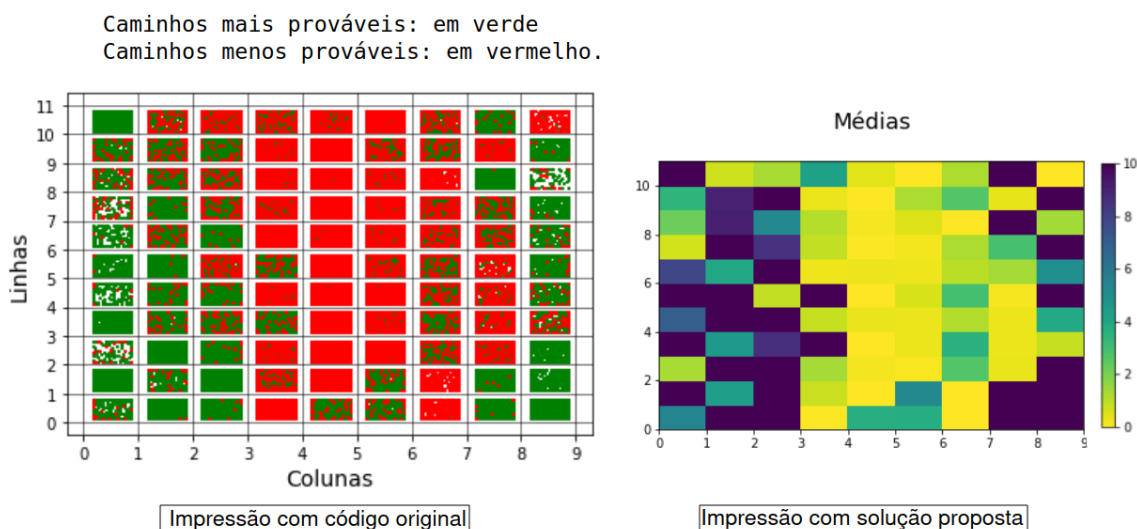 Caminhos mais prováveis: em verde
Caminhos menos prováveis: em vermelho.
11
10
9
8
7
6
5
4
3
2
1
0
Linhas
0 1 2 3 4 5 6 7 8 9
Colunas
Impressão com código original
Médias
10
8
6
4
2
0
0 1 2 3 4 5 6 7 8 9
10
8
6
4
2
0
Impressão com solução proposta